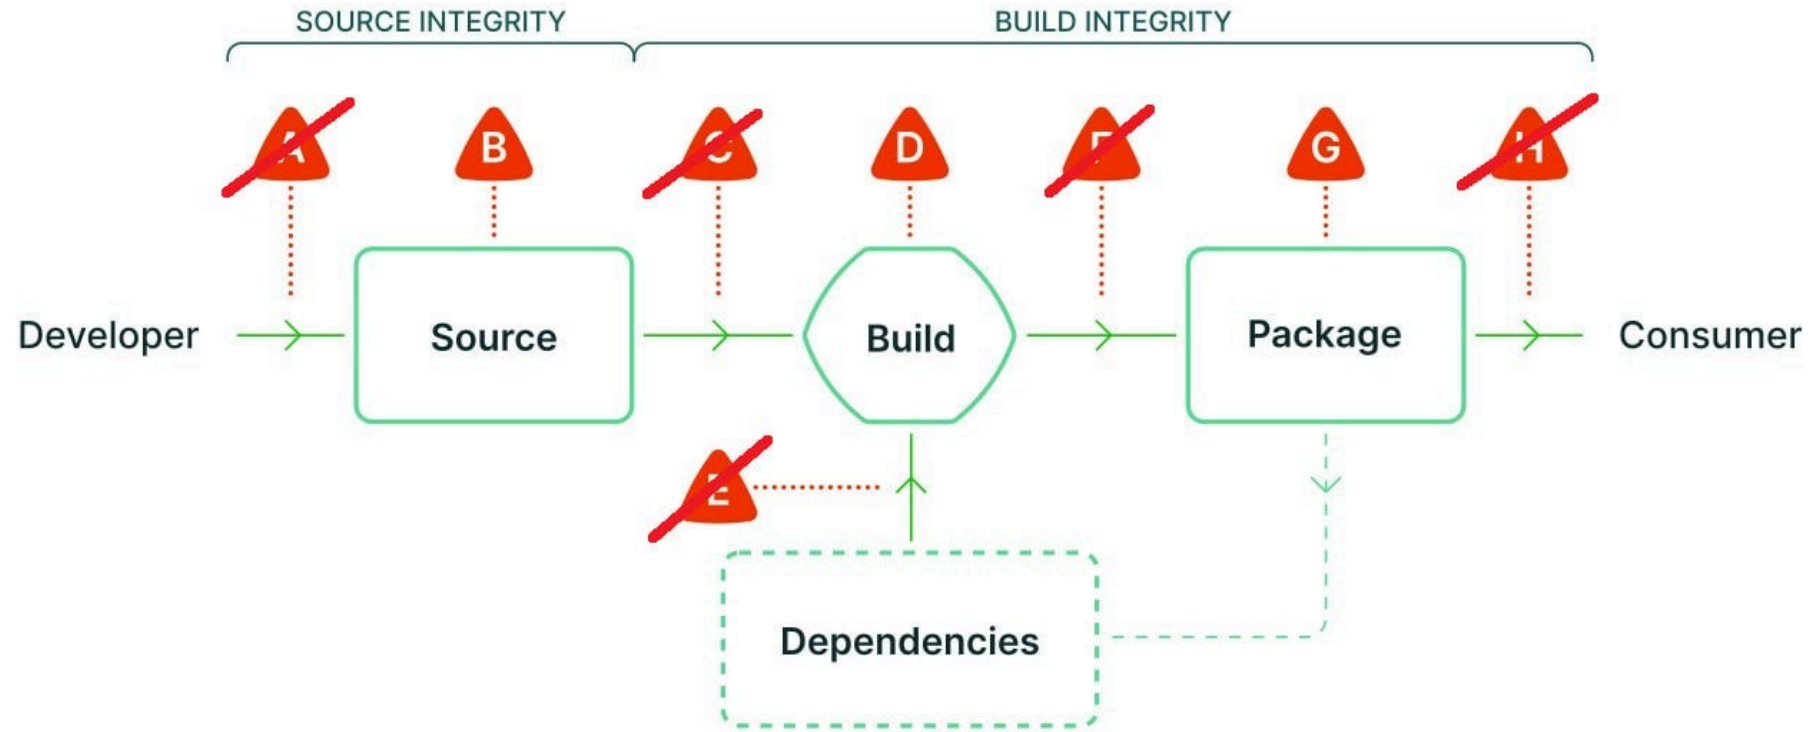 SOURCE INTEGRITY
BUILD INTEGRITY
A
B
C
D
F
G
H
Developer
Source
Build
Package
Consumer
E
Dependencies